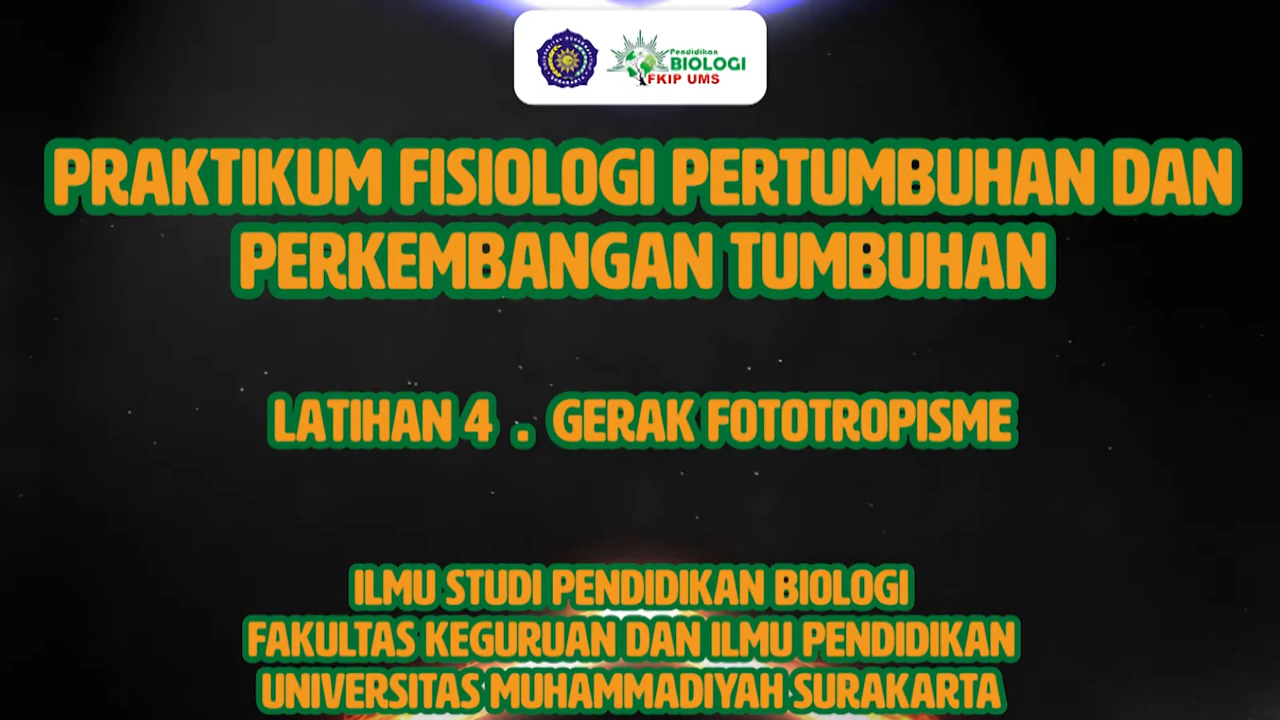 Pendidikan
BIOLOGI
FKIP UMS
PRAKTIKUM FISIOLOGI PERTUMBUHAN DAN
PERKEMBANGAN TUMBUHAN
LATIHAN 4 . GERAK FOTOTROPISME
ILMU STUDI PENDIDIKAN BIOLOGI
FAKULTAS KEGURUAN DAN ILMU PENDIDIKAN
UNIVERSITAS MUHAMMADIYAH SURAKARTA